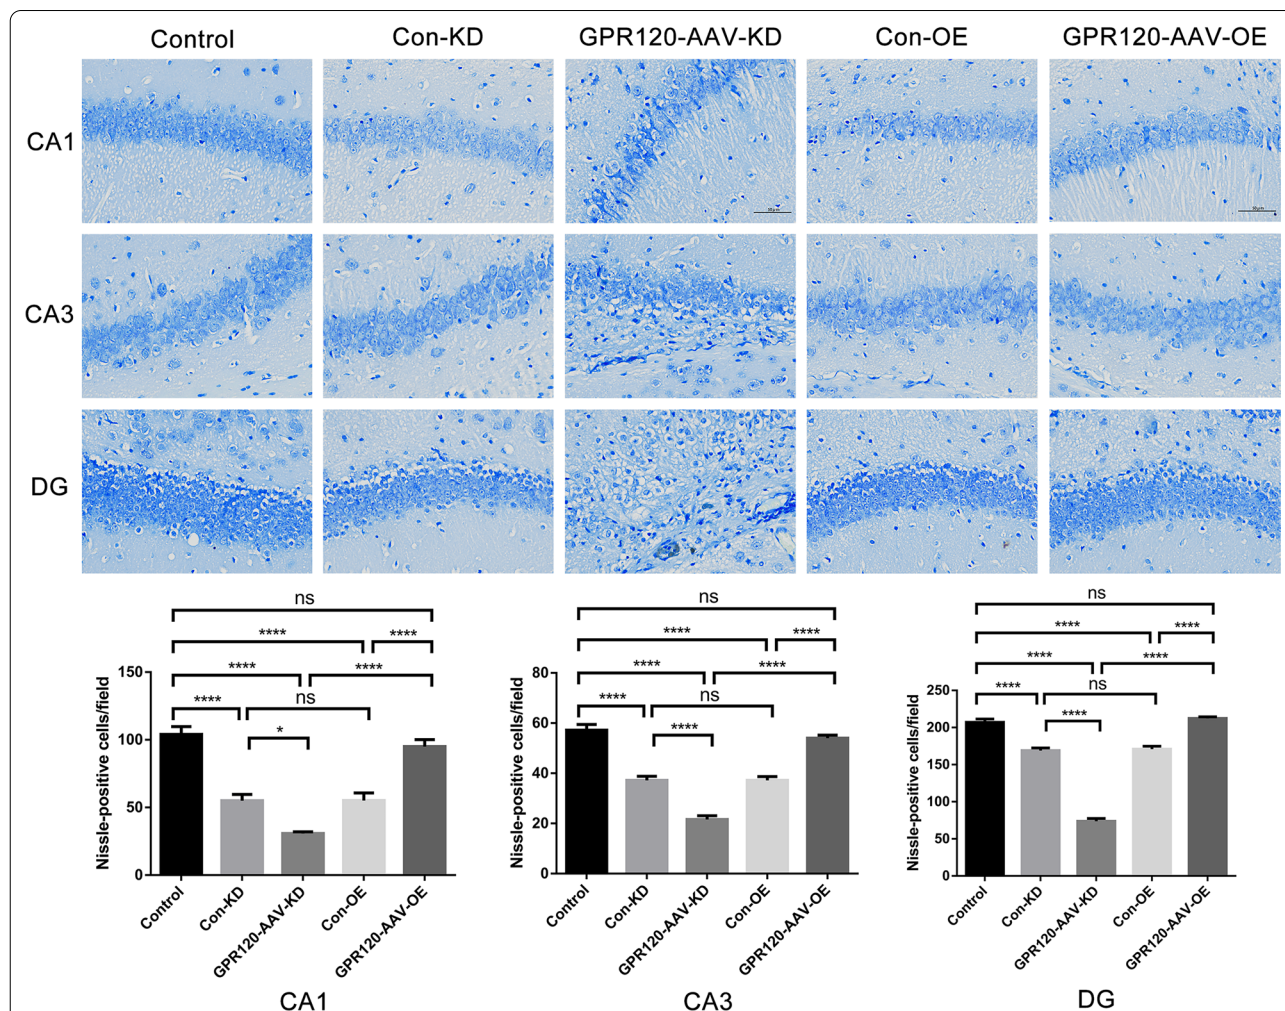 Control Con-KD GPR120-AAV-KD Con-OE GPR120-AAV-OE
CA1
CA3
DG
ns
**** ****
**** ****
**** ns
*
Nissle-positive cells/field
150
100
50
0
Control Con-KD GPR120-AAV-KD Con-OE GPR120-AAV-OE
CA1
ns
**** ****
**** ****
**** ns
****
Nissle-positive cells/field
80
60
40
20
0
Control Con-KD GPR120-AAV-KD Con-OE GPR120-AAV-OE
CA3
ns
**** ****
**** ****
**** ns
****
Nissle-positive cells/field
250
200
150
100
50
0
Control Con-KD GPR120-AAV-KD Con-OE GPR120-AAV-OE
DG